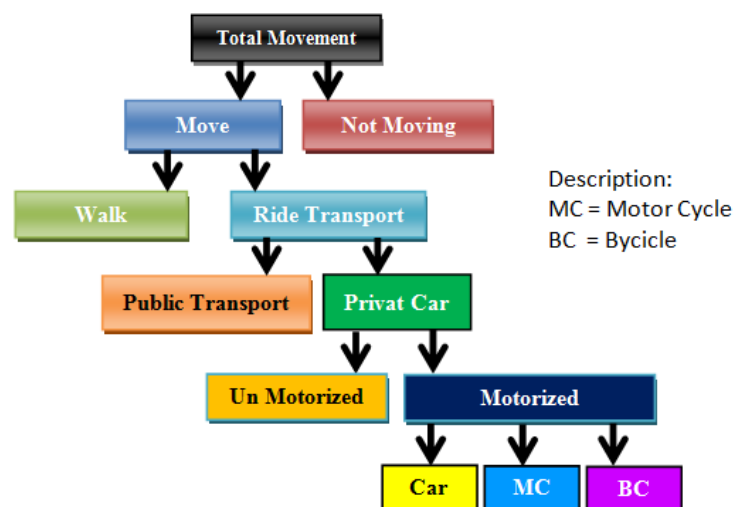 Total Movement
Move
Not Moving
Description:
MC = Motor Cycle
BC = Bycicle
Walk
Ride Transport
Public Transport
Privat Car
Un Motorized
Motorized
Car
MC
BC